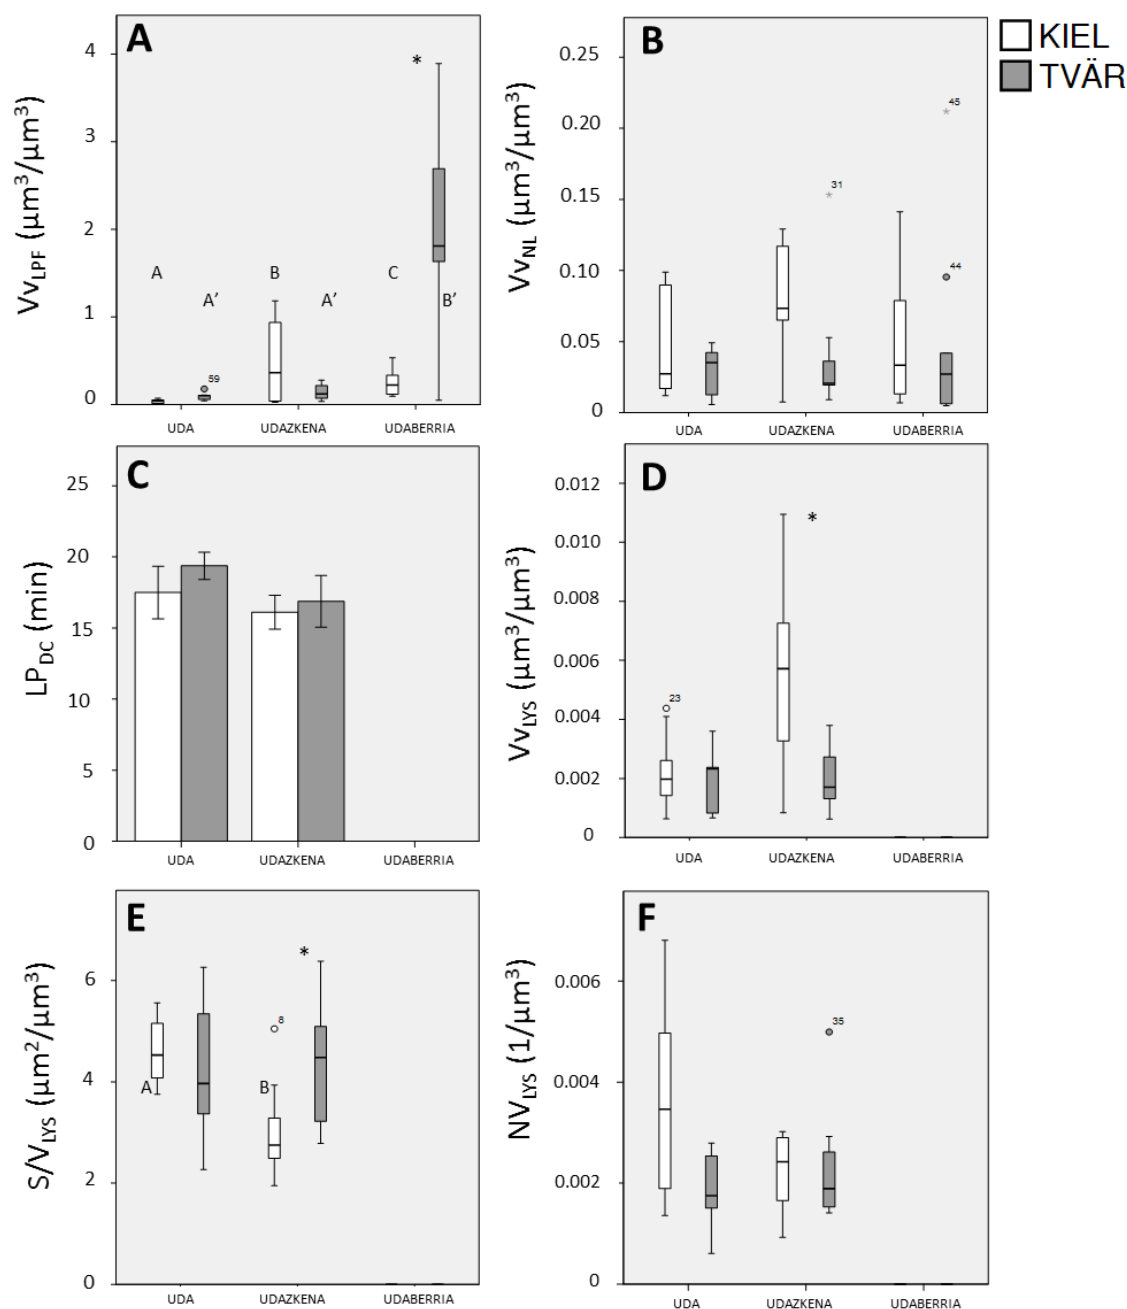 KIEL
TVÄR
A
Vv_LPF (µm³/µm³)
4
3
2
1
0
*
A
A’
59
B
A’
C
B’
UDA
UDAZKENA
UDABERRIA
B
Vv_NL (µm³/µm³)
0.25
0.20
0.15
0.10
0.05
0
31
45
44
UDA
UDAZKENA
UDABERRIA
C
LP_DC (min)
25
20
15
10
5
0
UDA
UDAZKENA
UDABERRIA
D
Vv_LYS (µm³/µm³)
0.012
0.010
0.008
0.006
0.004
0.002
0
23
*
UDA
UDAZKENA
UDABERRIA
E
S/V_LYS (µm²/µm³)
6
4
2
0
A
B
8
*
UDA
UDAZKENA
UDABERRIA
F
NV_LYS (1/µm³)
0.006
0.004
0.002
0
35
UDA
UDAZKENA
UDABERRIA